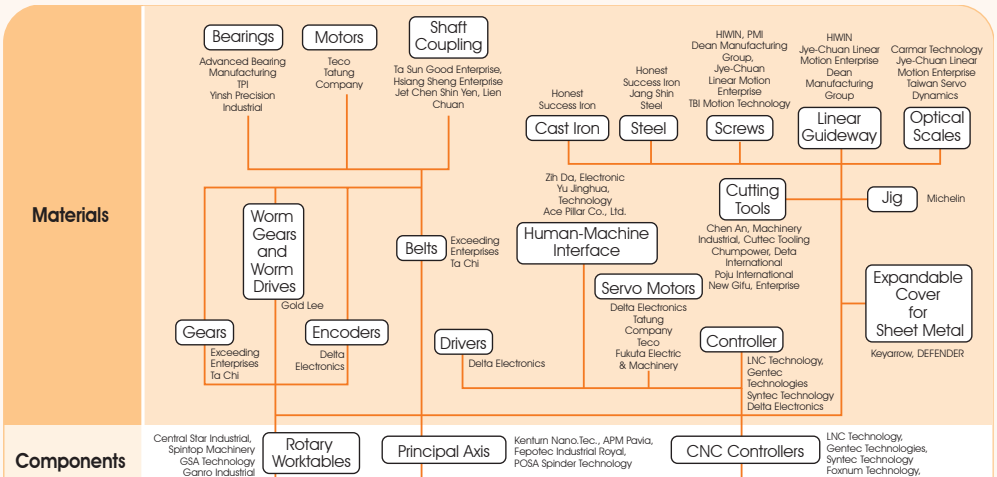 Bearings
Advanced Bearing
Manufacturing
TPI
Yinsh Precision
Industrial
Motors
Teco
Tatung
Company
Shaft
Coupling
Ta Sun Good Enterprise,
Hsiang Sheng Enterprise
Jet Chen Shin Yen, Lien
Chuan
Honest
Success Iron
Cast Iron
Honest
Success Iron
Jang Shin
Steel
Steel
HIWIN, PMI
Dean Manufacturing
Group,
Jye-Chuan
Linear Motion
Enterprise
TBI Motion Technology
Screws
HIWIN
Jye-Chuan Linear
Motion Enterprise
Dean
Manufacturing
Group
Linear
Guideway
Carmar Technology
Jye-Chuan Linear
Motion Enterprise
Taiwan Servo
Dynamics
Optical
Scales
Materials
Worm
Gears
and
Worm
Drives
Gold Lee
Belts
Exceeding
Enterprises
Ta Chi
Zih Da, Electronic
Yu Jinghua,
Technology
Ace Pillar Co., Ltd.
Human-Machine
Interface
Cutting
Tools
Chen An, Machinery
Industrial, Cuttec Tooling
Chumpower, Deta
International
Poju International
New Gifu, Enterprise
Jig
Michelin
Servo Motors
Delta Electronics
Tatung
Company
Teco
Fukuta Electric
& Machinery
Expandable
Cover
for
Sheet Metal
Keyarrow, DEFENDER
Gears
Exceeding
Enterprises
Ta Chi
Encoders
Delta
Electronics
Drivers
Delta Electronics
Controller
LNC Technology,
Gentec
Technologies
Syntec Technology
Delta Electronics
Components
Central Star Industrial,
Spintop Machinery
GSA Technology
Ganro Industrial
Rotary
Worktables
Principal Axis
Kenturn Nano.Tec., APM Pavia,
Fepotec Industrial Royal,
POSA Spinder Technology
CNC Controllers
LNC Technology,
Gentec Technologies,
Syntec Technology
Foxnum Technology,